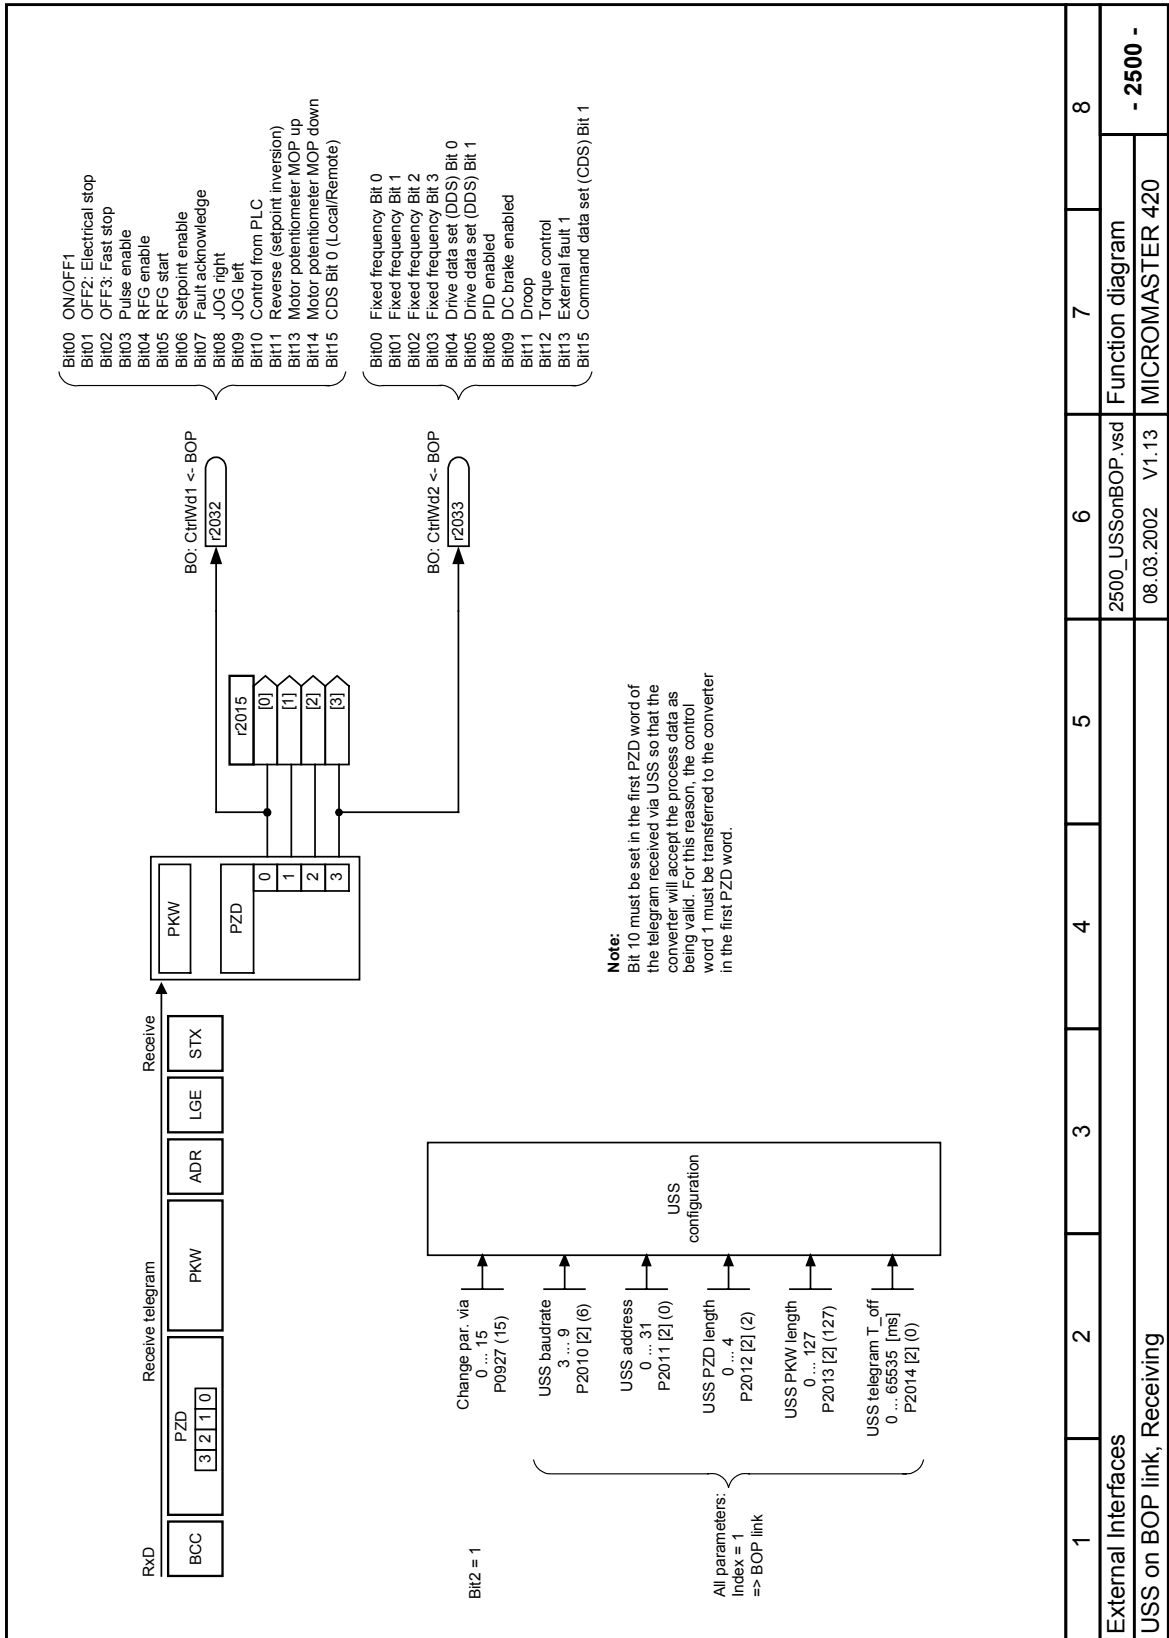 RxD
Receive telegram
Receive
BCC
PZD
3 2 1 0
PKW
ADR
LGE
STX
PKW
PZD
0
1
2
3
r2015
[0]
[1]
[2]
[3]
BO: CtrlWd1 <- BOP
r2032
Bit00 ON/OFF1
Bit01 OFF2: Electrical stop
Bit02 OFF3: Fast stop
Bit03 Pulse enable
Bit04 RFG enable
Bit05 RFG start
Bit06 Setpoint enable
Bit07 Fault acknowledge
Bit08 JOG right
Bit09 JOG left
Bit10 Control from PLC
Bit11 Reverse (setpoint inversion)
Bit13 Motor potentiometer MOP up
Bit14 Motor potentiometer MOP down
Bit15 CDS Bit 0 (Local/Remote)
BO: CtrlWd2 <- BOP
r2033
Bit00 Fixed frequency Bit 0
Bit01 Fixed frequency Bit 1
Bit02 Fixed frequency Bit 2
Bit03 Fixed frequency Bit 3
Bit04 Drive data set (DDS) Bit 0
Bit05 Drive data set (DDS) Bit 1
Bit08 PID enabled
Bit09 DC brake enabled
Bit11 Droop
Bit12 Torque control
Bit13 External fault 1
Bit15 Command data set (CDS) Bit 1
Bit2 = 1
Change par. via
0 ... 15
P0927 (15)
USS baudrate
3 ... 9
P2010 [2] (6)
USS address
0 ... 31
P2011 [2] (0)
USS PZD length
0 ... 4
P2012 [2] (2)
USS PKW length
0 ... 127
P2013 [2] (127)
USS telegram T_off
0 ... 65535 [ms]
P2014 [2] (0)
All parameters:
Index = 1
=> BOP link
USS
configuration
Note:
Bit 10 must be set in the first PZD word of
the telegram received via USS so that the
converter will accept the process data as
being valid. For this reason, the control
word 1 must be transferred to the converter
in the first PZD word.
1 2 3 4 5 6 7 8
External Interfaces
2500_USSonBOP.vsd
Function diagram
- 2500 -
USS on BOP link, Receiving
08.03.2002 V1.13
MICROMASTER 420